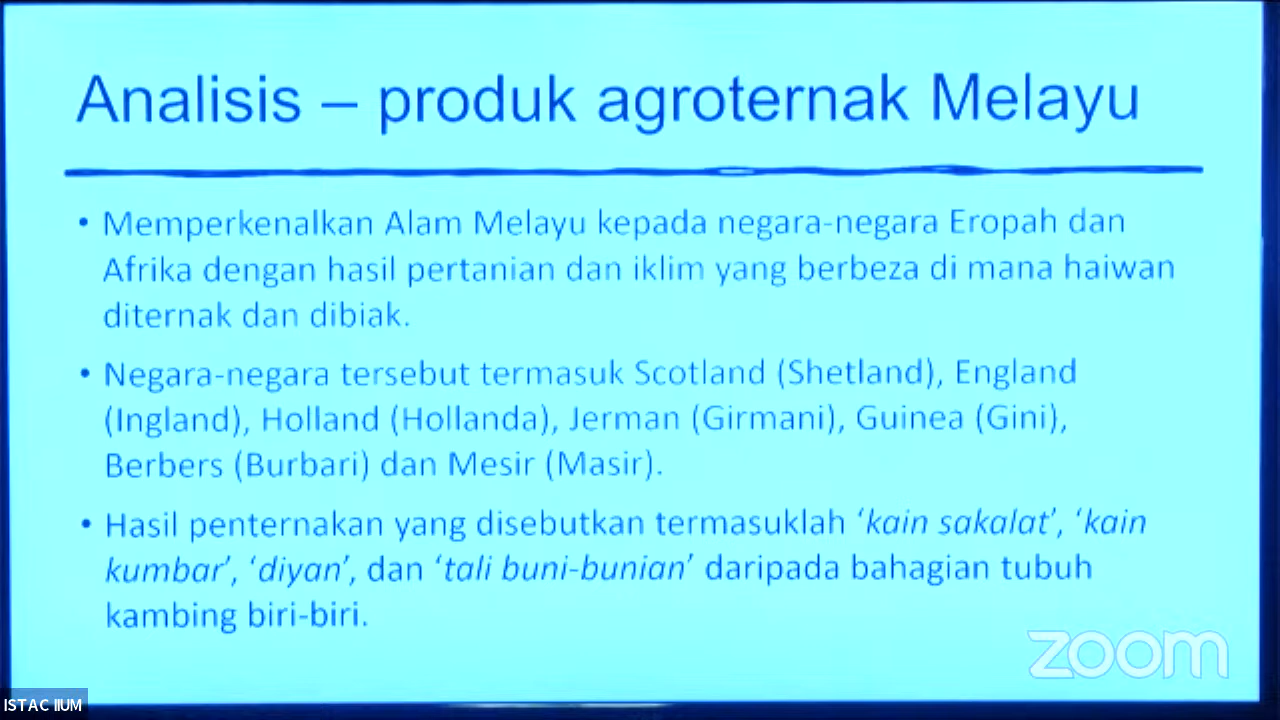 Analisis – produk agroternak Melayu
• Memperkenalkan Alam Melayu kepada negara-negara Eropah dan
Afrika dengan hasil pertanian dan iklim yang berbeza di mana haiwan
diternak dan dibiak.
• Negara-negara tersebut termasuk Scotland (Shetland), England
(Ingland), Holland (Hollanda), Jerman (Girmani), Guinea (Gini),
Berbers (Burbari) dan Mesir (Masir).
• Hasil penternakan yang disebutkan termasuklah ‘kain sakalat’, ‘kain
kumbar’, ‘diyan’, dan ‘tali buni-bunian’ daripada bahagian tubuh
kambing biri-biri.
zoom
ISTAC IIUM